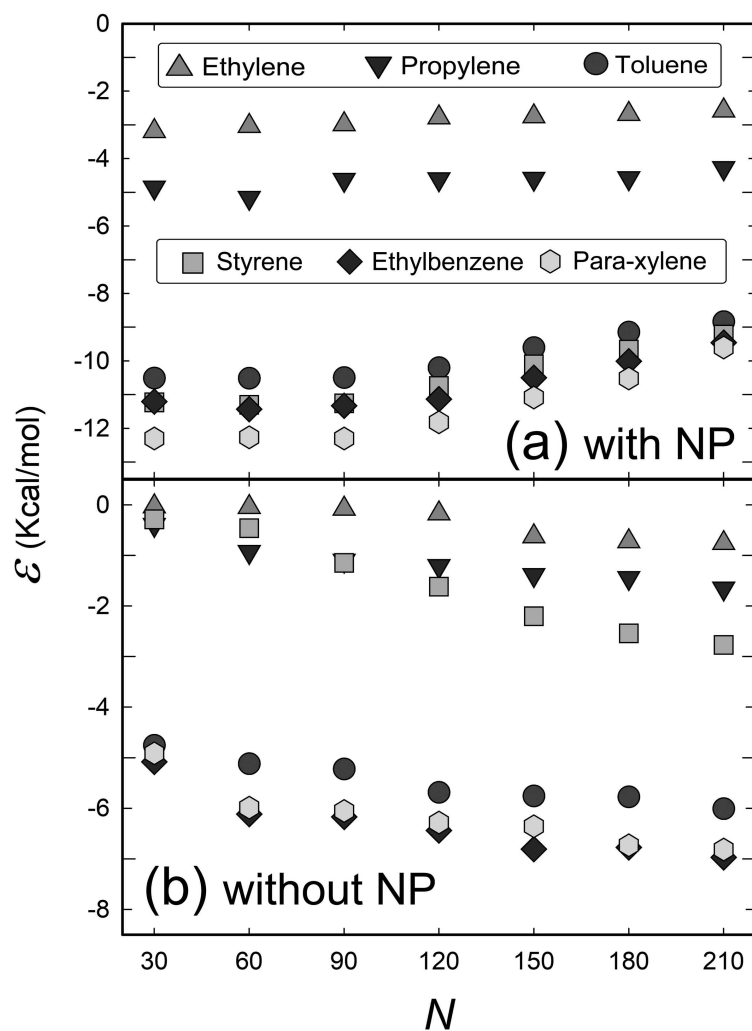 0
Ethylene Propylene Toluene
-2
-4
-6
Styrene Ethylbenzene Para-xylene
-8
-10
-12
(a) with NP
ε (Kcal/mol)
0
-2
-4
-6
(b) without NP
-8
30 60 90 120 150 180 210
N